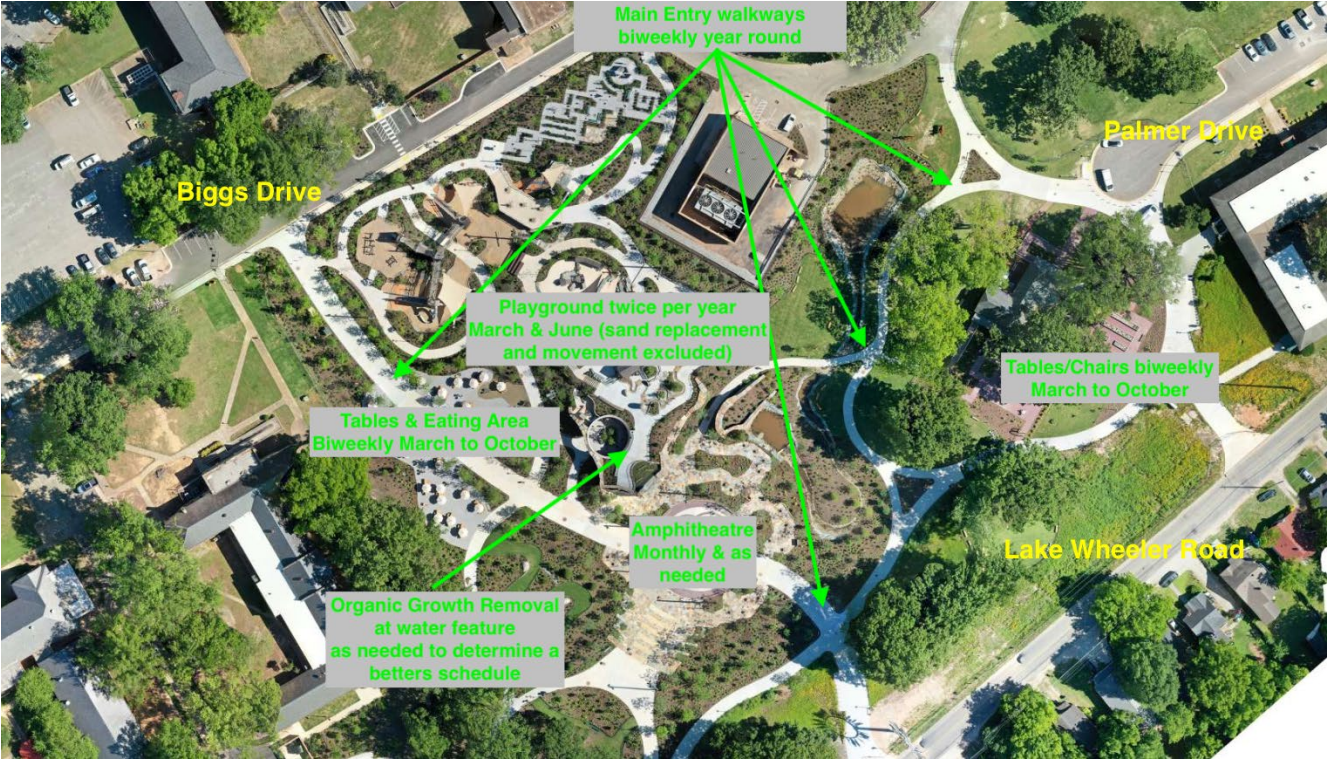 Main Entry walkways
biweekly year round
Palmer Drive
Biggs Drive
Playground twice per year
March & June (sand replacement
and movement excluded)
Tables/Chairs biweekly
March to October
Tables & Eating Area
Biweekly March to October
Amphitheatre
Monthly & as
needed
Lake Wheeler Road
Organic Growth Removal
at water feature
as needed to determine a
betters schedule